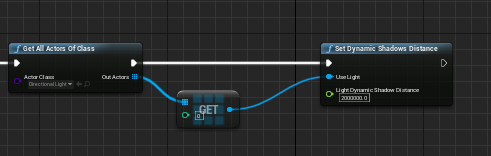 Get All Actors Of Class
Set Dynamic Shadows Distance
Actor Class
Directional Light
Out Actors
Use Light
GET
0
Light Dynamic Shadow Distance
2000000.0